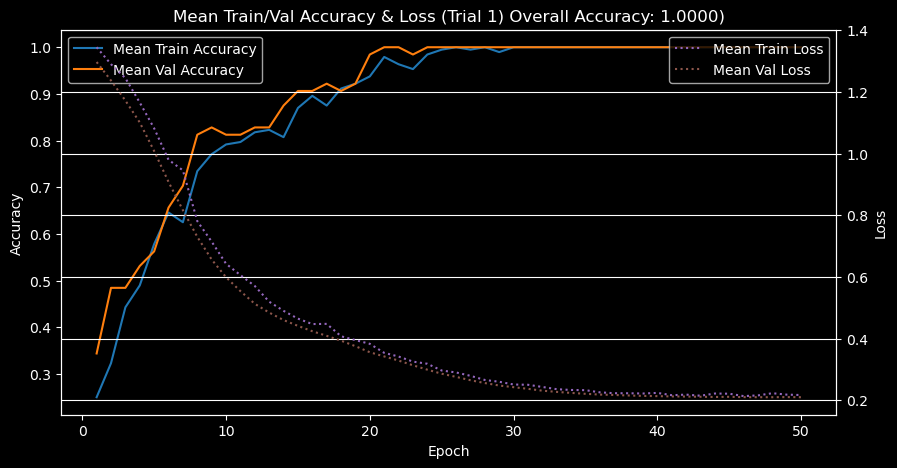 Mean Train/Val Accuracy & Loss (Trial 1) Overall Accuracy: 1.0000)
Mean Train Accuracy
Mean Val Accuracy
Mean Train Loss
Mean Val Loss
Accuracy
1.0
0.9
0.8
0.7
0.6
0.5
0.4
0.3
1.4
1.2
1.0
0.8
0.6
0.4
0.2
Loss
0 10 20 30 40 50
Epoch